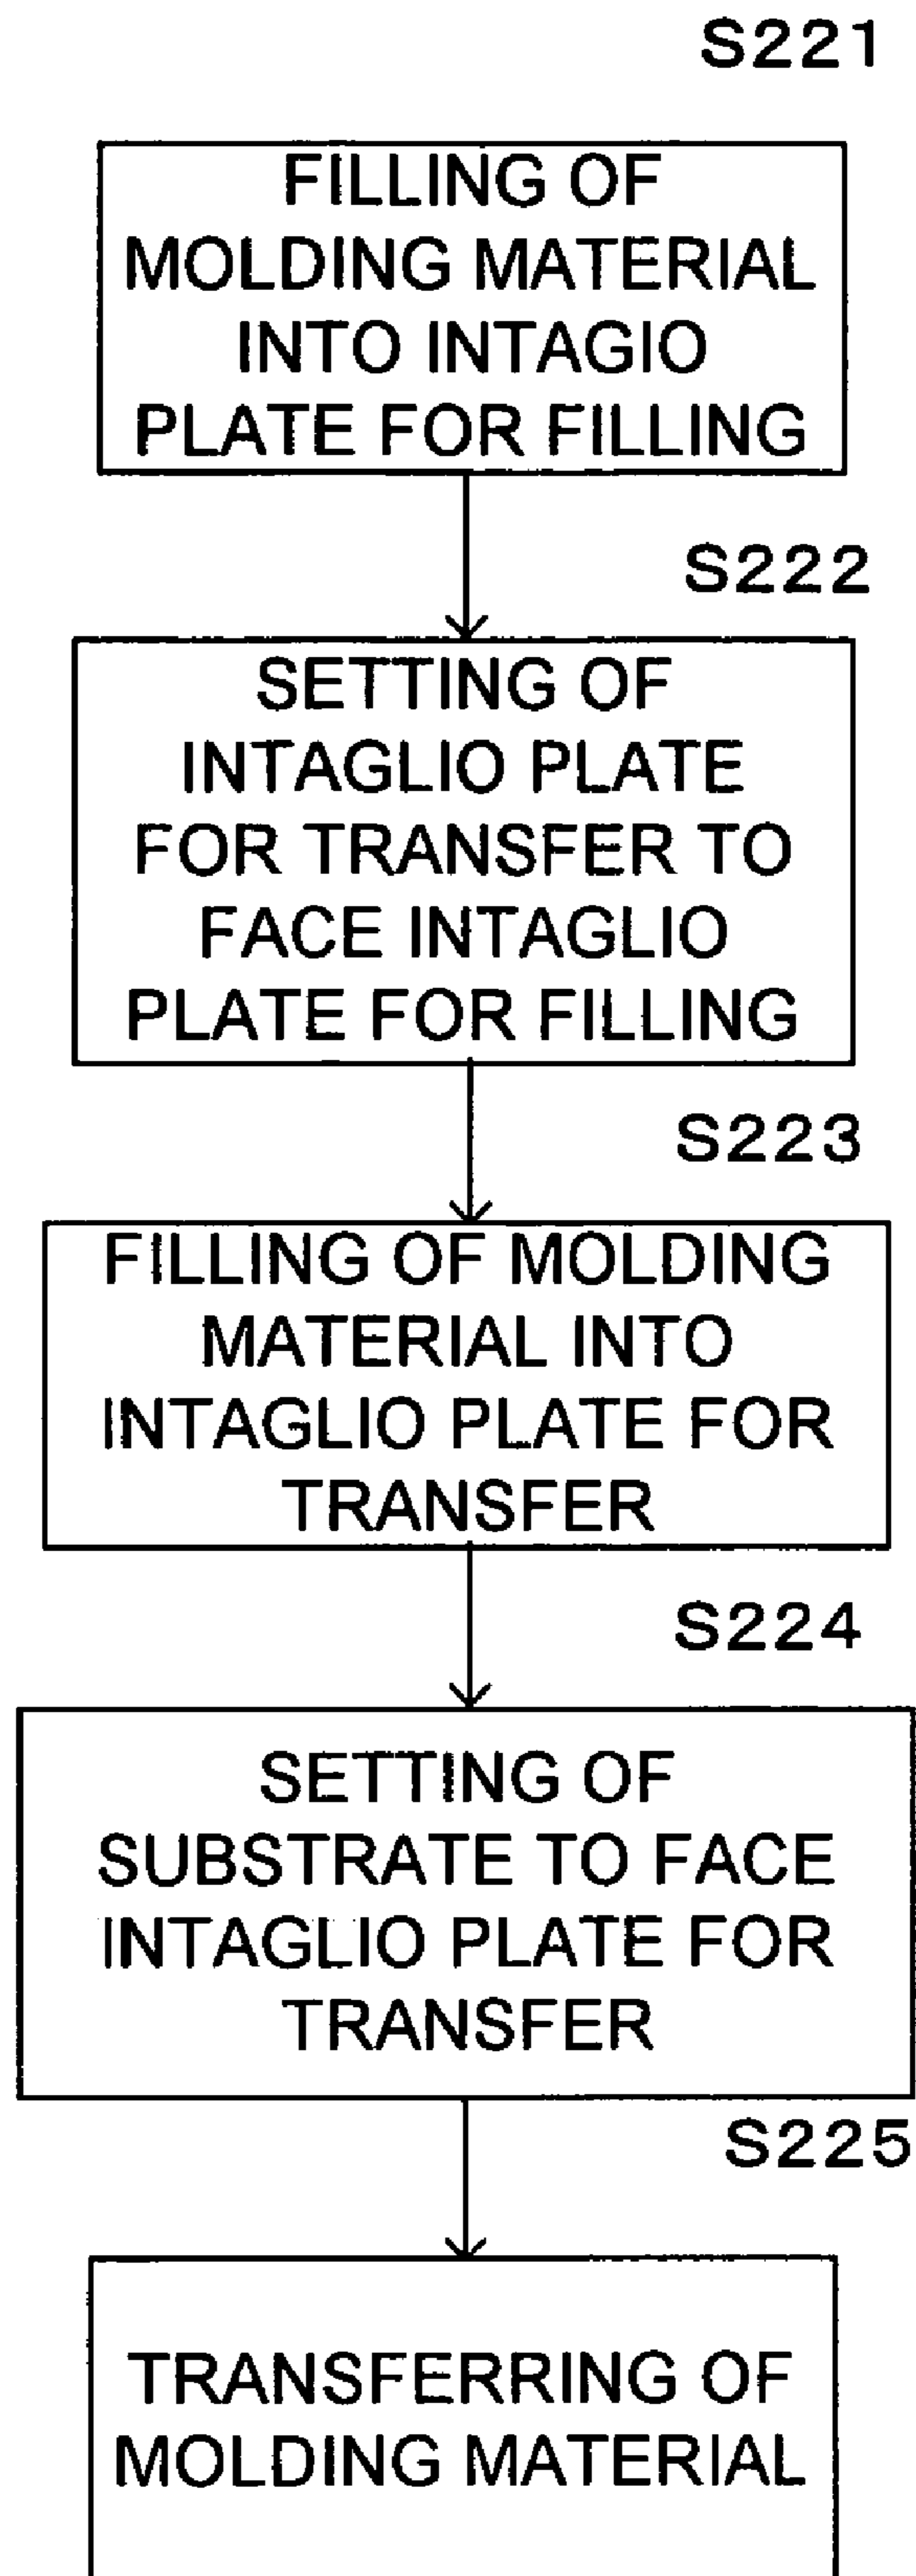 S221
FILLING OF
MOLDING MATERIAL
INTO INTAGIO
PLATE FOR FILLING
S222
SETTING OF
INTAGLIO PLATE
FOR TRANSFER TO
FACE INTAGLIO
PLATE FOR FILLING
S223
FILLING OF MOLDING
MATERIAL INTO
INTAGLIO PLATE FOR
TRANSFER
S224
SETTING OF
SUBSTRATE TO FACE
INTAGLIO PLATE FOR
TRANSFER
S225
TRANSFERRING OF
MOLDING MATERIAL